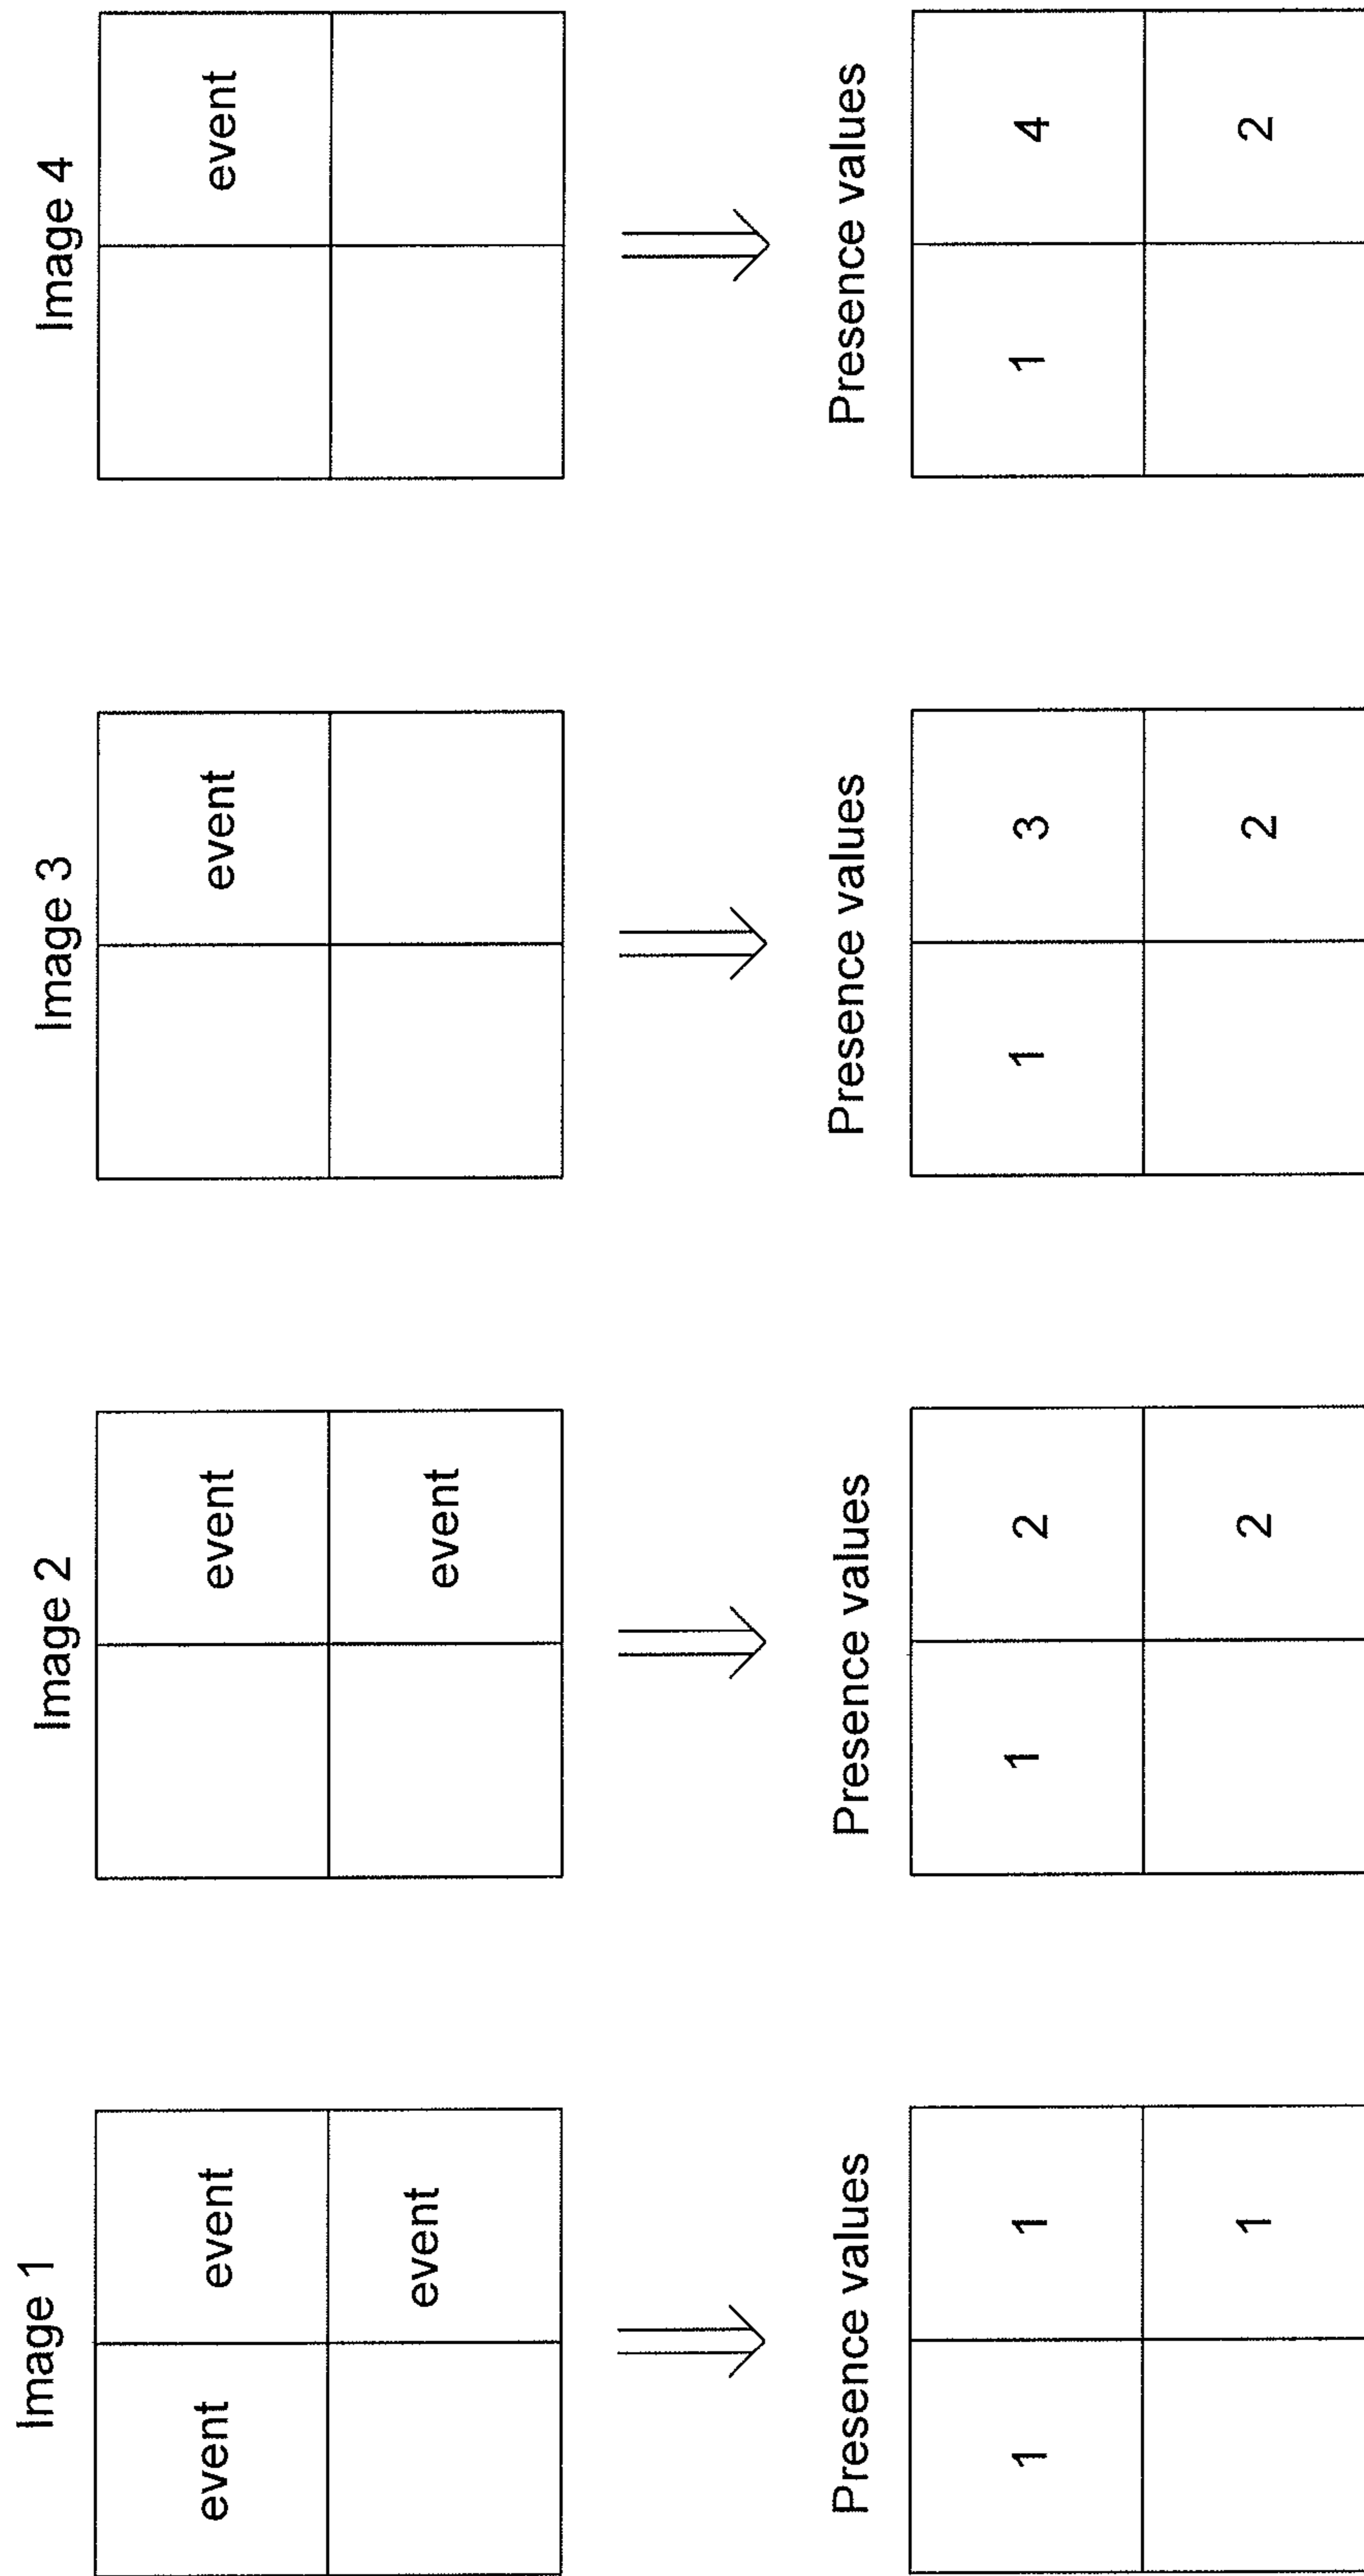 Image 1 Image 2 Image 3 Image 4
event event event event event
event event
Presence values Presence values Presence values Presence values
1 1 1 2 1 3 1 4
1 2 2 2